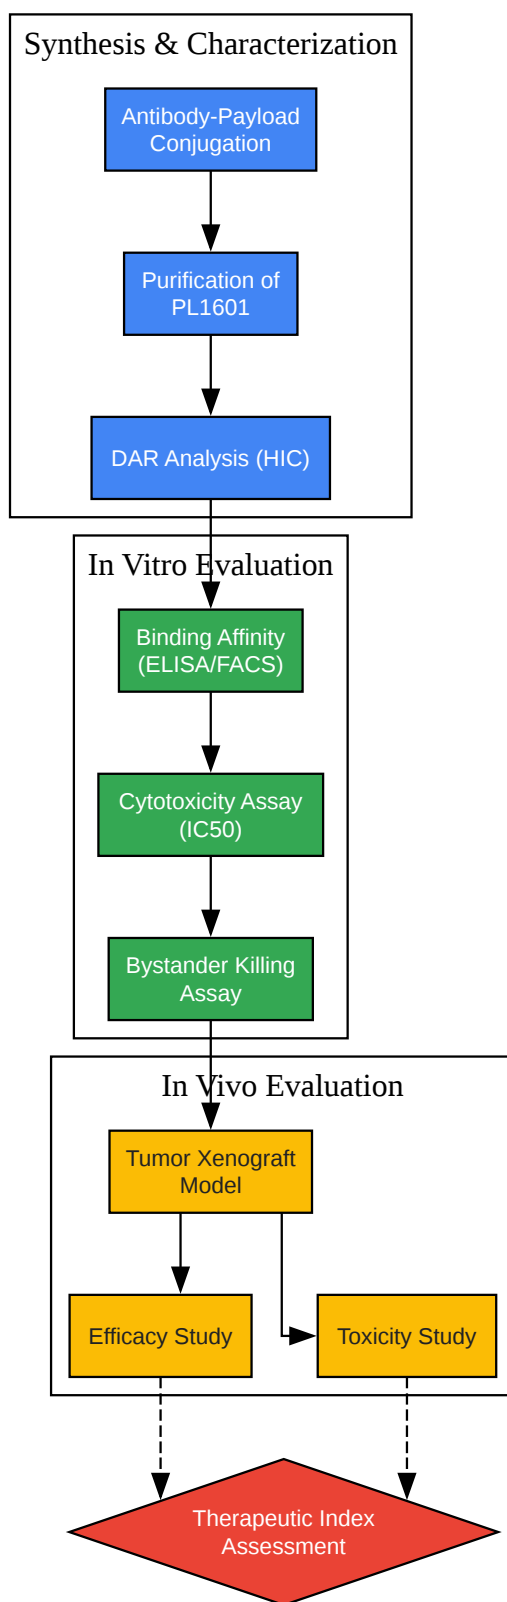 Synthesis & Characterization
Antibody-Payload
Conjugation
Purification of
PL1601
DAR Analysis (HIC)
In Vitro Evaluation
Binding Affinity
(ELISA/FACS)
Cytotoxicity Assay
(IC50)
Bystander Killing
Assay
In Vivo Evaluation
Tumor Xenograft
Model
Efficacy Study
Toxicity Study
Therapeutic Index
Assessment